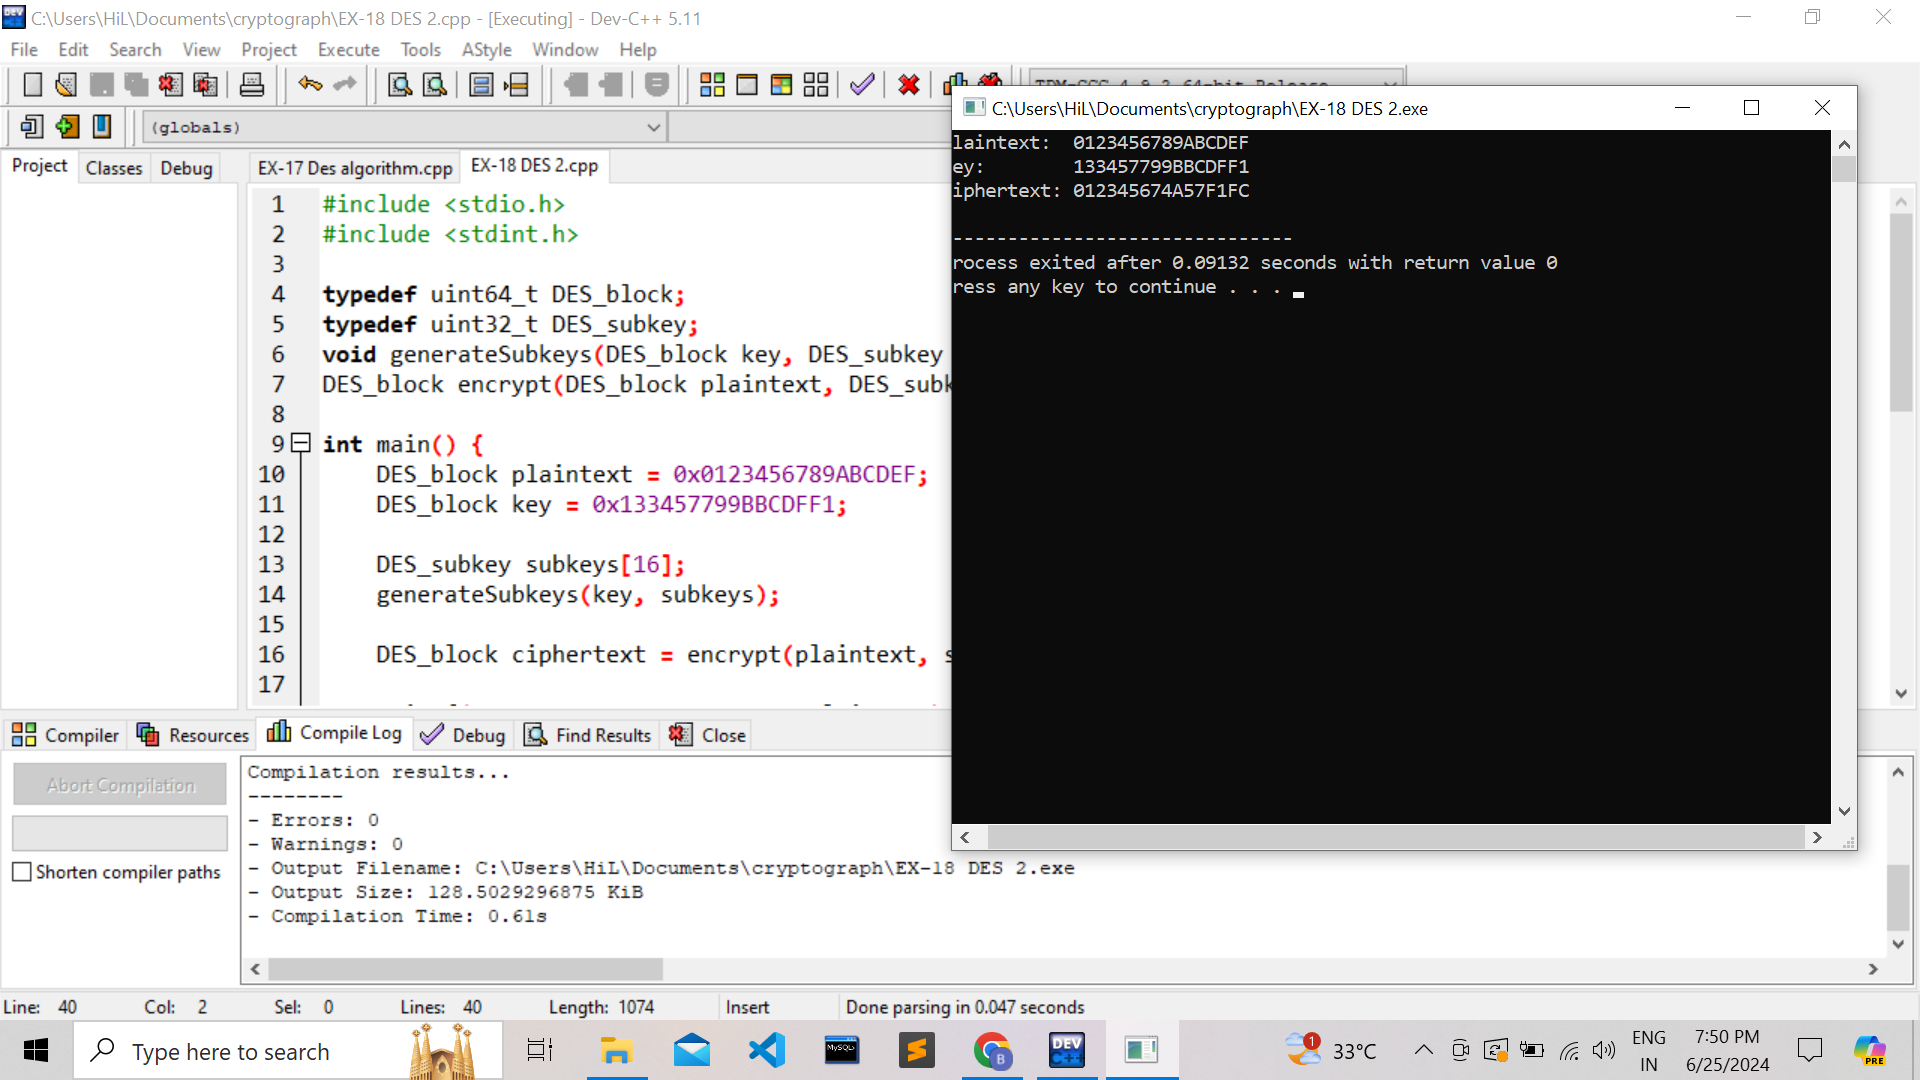 C:\Users\HiL\Documents\cryptograph\EX-18 DES 2.cpp - [Executing] - Dev-C++ 5.11
File Edit Search View Project Execute Tools AStyle Window Help
(globals)
Project Classes Debug
EX-17 Des algorithm.cpp EX-18 DES 2.cpp
1 #include <stdio.h>
2 #include <stdint.h>
3
4 typedef uint64_t DES_block;
5 typedef uint32_t DES_subkey;
6 void generateSubkeys(DES_block key, DES_subkey
7 DES_block encrypt(DES_block plaintext, DES_subk
8
9 int main() {
10 DES_block plaintext = 0x0123456789ABCDEF;
11 DES_block key = 0x133457799BBCDFF1;
12
13 DES_subkey subkeys[16];
14 generateSubkeys(key, subkeys);
15
16 DES_block ciphertext = encrypt(plaintext, s
17
C:\Users\HiL\Documents\cryptograph\EX-18 DES 2.exe
laintext: 0123456789ABCDEF
ey: 133457799BBCDFF1
iphertext: 012345674A57F1FC
-------------------------------
rocess exited after 0.09132 seconds with return value 0
ress any key to continue . . .
Compiler Resources Compile Log Debug Find Results Close
Abort Compilation
Shorten compiler paths
Compilation results...
--------
- Errors: 0
- Warnings: 0
- Output Filename: C:\Users\HiL\Documents\cryptograph\EX-18 DES 2.exe
- Output Size: 128.5029296875 KiB
- Compilation Time: 0.61s
Line: 40 Col: 2 Sel: 0 Lines: 40 Length: 1074 Insert Done parsing in 0.047 seconds
Type here to search
MySQL
B
DEV C++
1
33°C
ENG
IN
7:50 PM
6/25/2024
PRE